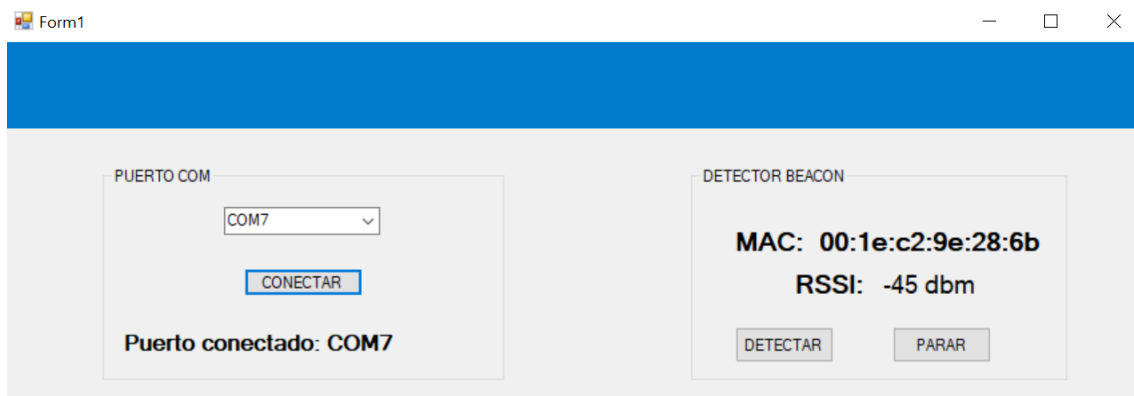 Form1
PUERTO COM
COM7
CONECTAR
Puerto conectado: COM7
DETECTOR BEACON
MAC: 00:1e:c2:9e:28:6b
RSSI: -45 dbm
DETECTAR PARAR